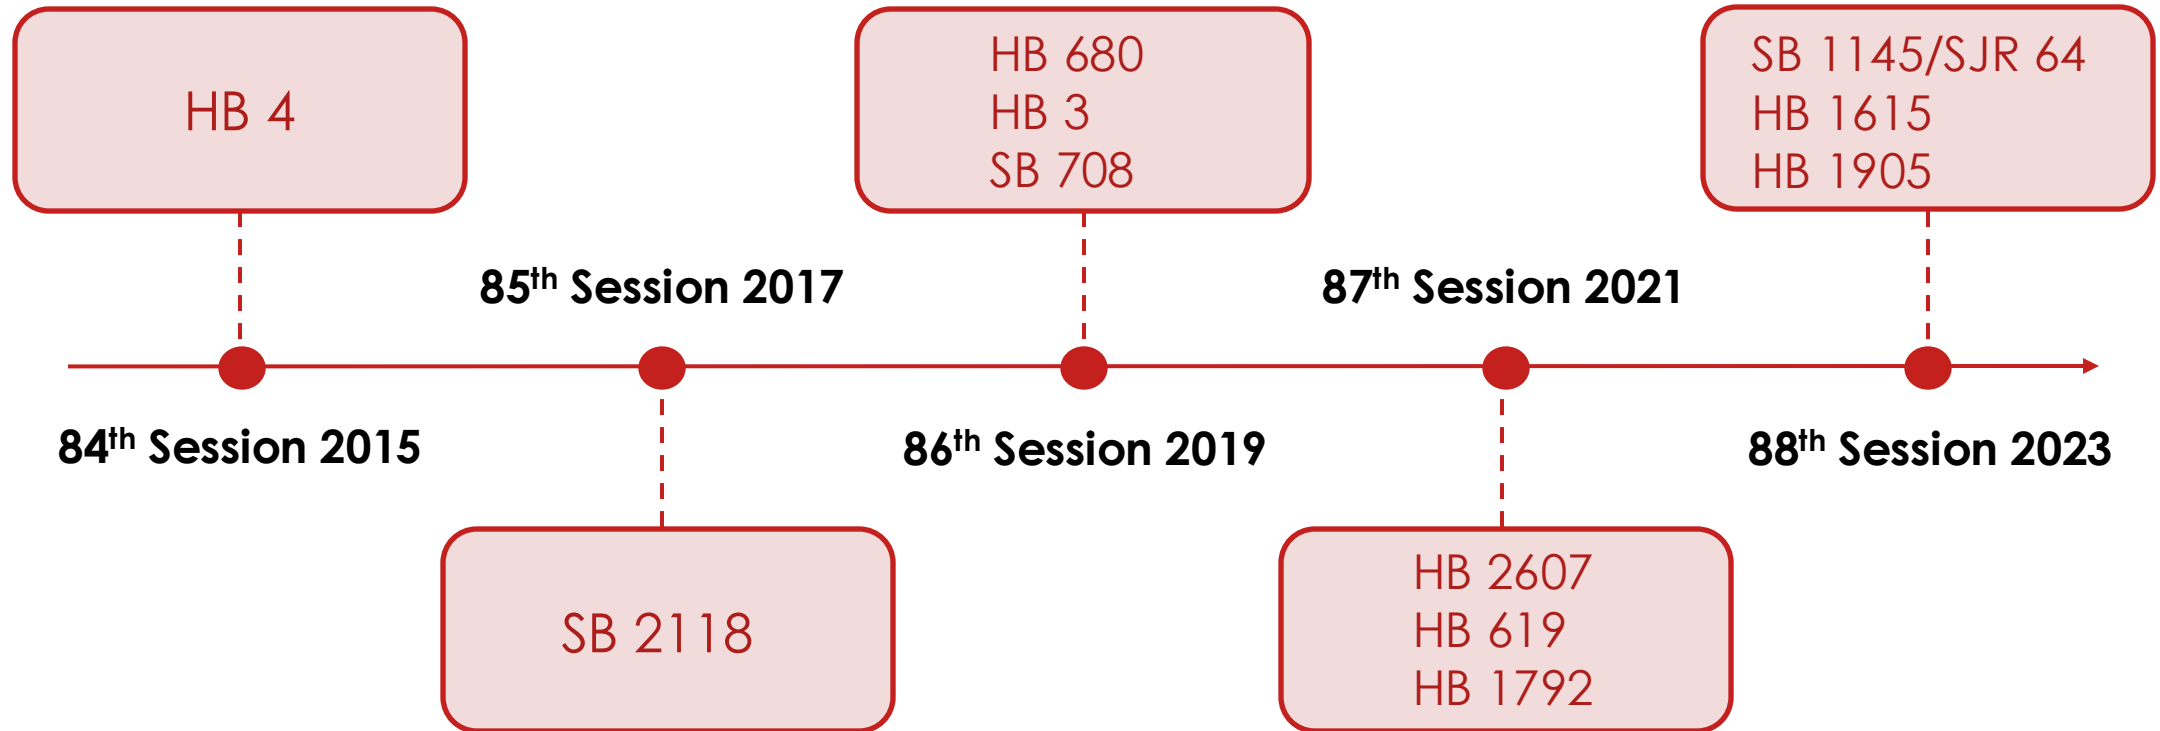 HB 4
84th Session 2015
85th Session 2017
SB 2118
HB 680
HB 3
SB 708
86th Session 2019
87th Session 2021
HB 2607
HB 619
HB 1792
SB 1145/SJR 64
HB 1615
HB 1905
88th Session 2023